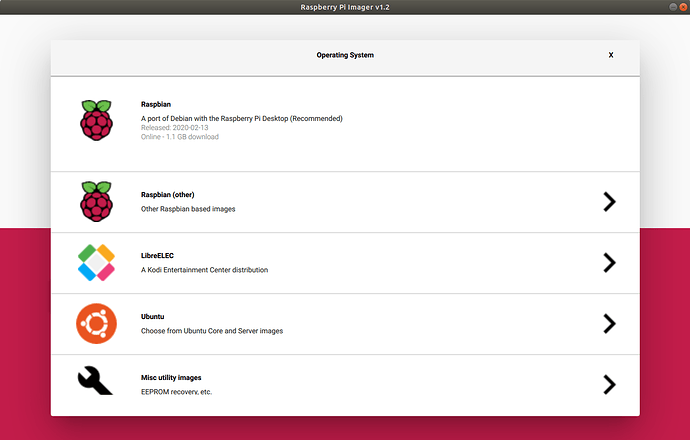 Raspberry Pi Imager v1.2
Operating System
X
Raspbian
A port of Debian with the Raspberry Pi Desktop (Recommended)
Released: 2020-02-13
Online - 1.1 GB download
Raspbian (other)
Other Raspbian based images
LibreELEC
A Kodi Entertainment Center distribution
Ubuntu
Choose from Ubuntu Core and Server images
Misc utility images
EEPROM recovery, etc.